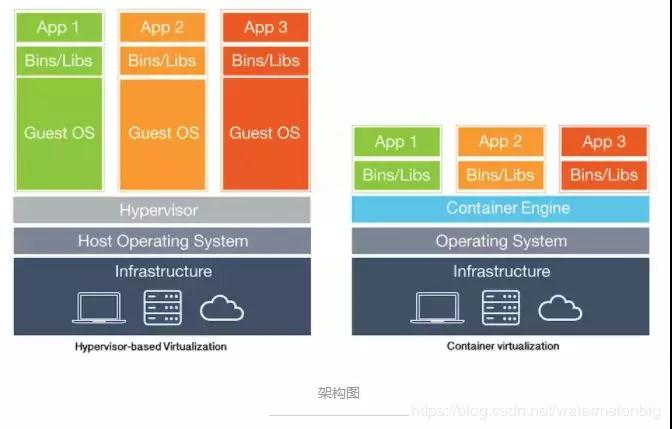 App 1
App 2
App 3
Bins/Libs
Bins/Libs
Bins/Libs
Guest OS
Guest OS
Guest OS
Hypervisor
Host Operating System
Infrastructure
Hypervisor-based Virtualization
App 1
App 2
App 3
Bins/Libs
Bins/Libs
Bins/Libs
Container Engine
Operating System
Infrastructure
Container virtualization
架构图
https://blog.csdn.net/watermelonbig